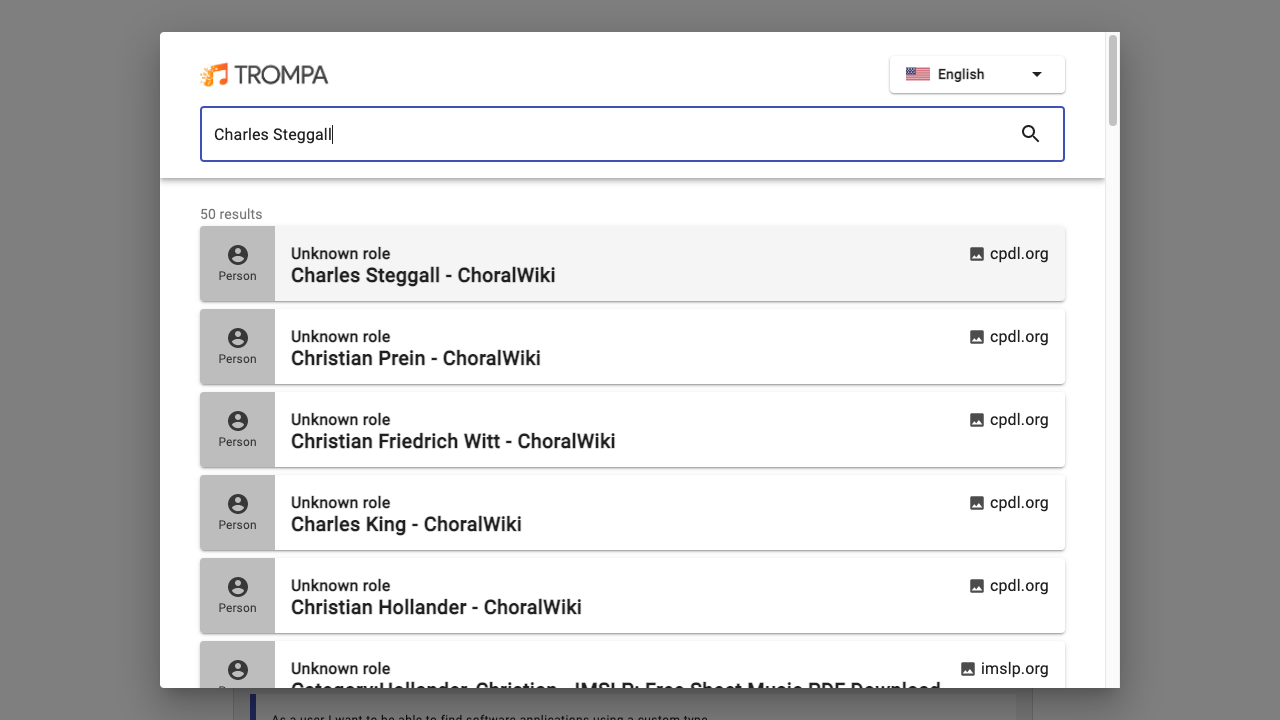 TROMPA
English
Charles Steggall
50 results
Person
Unknown role
Charles Steggall - ChoralWiki
cpdl.org
Person
Unknown role
Christian Prein - ChoralWiki
cpdl.org
Person
Unknown role
Christian Friedrich Witt - ChoralWiki
cpdl.org
Person
Unknown role
Charles King - ChoralWiki
cpdl.org
Person
Unknown role
Christian Hollander - ChoralWiki
cpdl.org
Person
Unknown role
Category:Hollander, Christian - IMSLP: Free Sheet Music PDF Download
imslp.org
As a user I want to be able to find software applications using a custom type